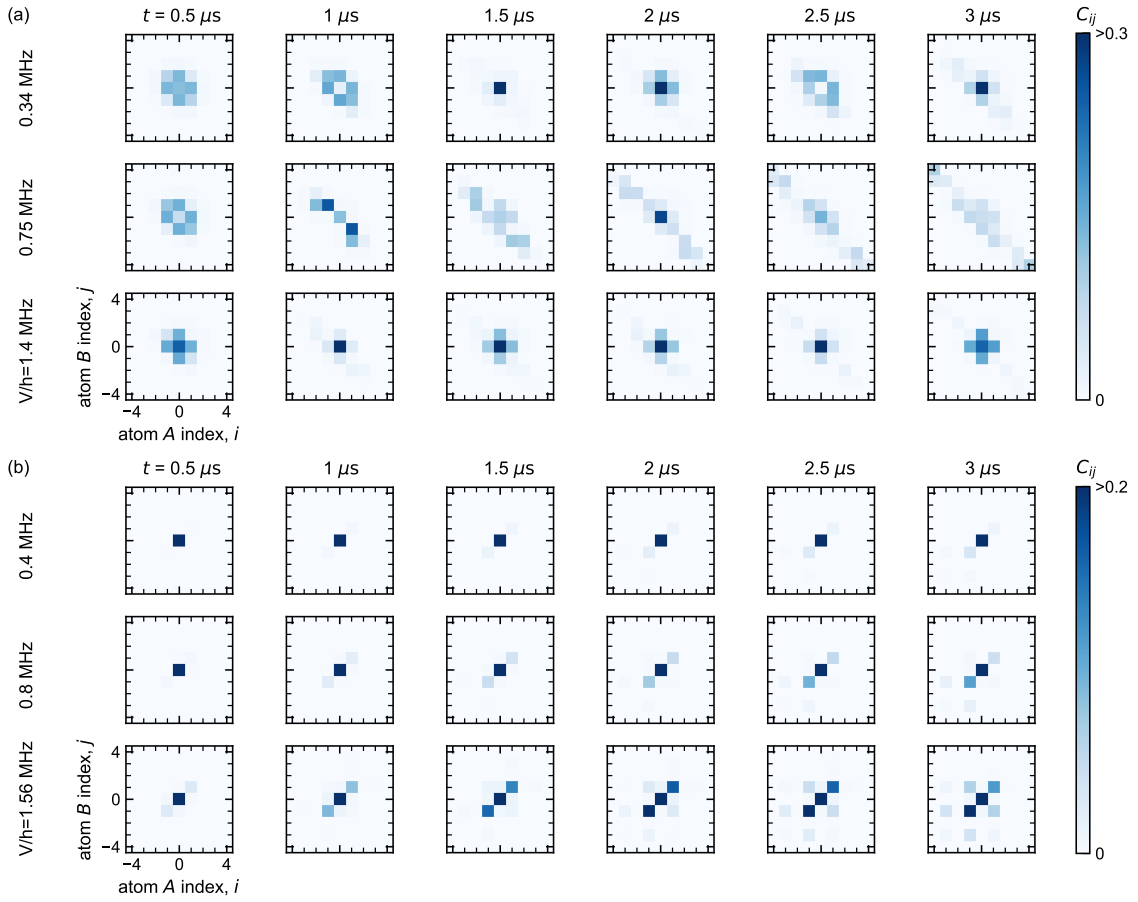 (a)
t = 0.5 μs 1 μs 1.5 μs 2 μs 2.5 μs 3 μs
C_ij
>0.3
0.34 MHz
0.75 MHz
V/h=1.4 MHz
atom B index, j
4
0
−4
0
−4 0 4
atom A index, i
(b)
t = 0.5 μs 1 μs 1.5 μs 2 μs 2.5 μs 3 μs
C_ij
>0.2
0.4 MHz
0.8 MHz
V/h=1.56 MHz
atom B index, j
4
0
−4
0
−4 0 4
atom A index, i